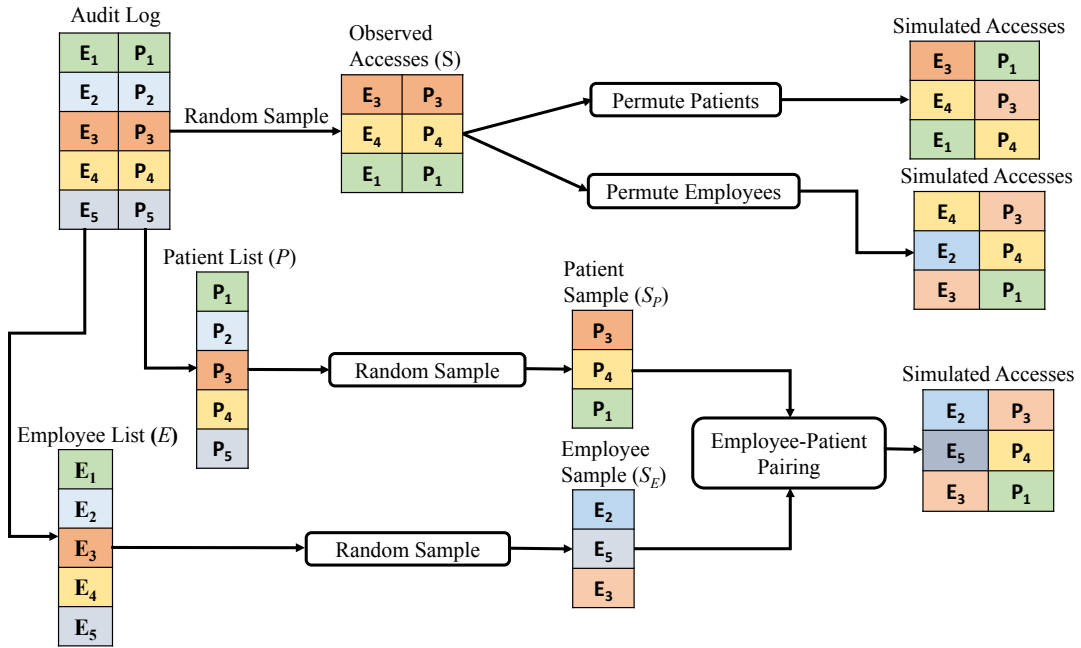 Audit Log
E1 P1
E2 P2
E3 P3
E4 P4
E5 P5
Random Sample
Observed
Accesses (S)
E3 P3
E4 P4
E1 P1
Permute Patients
Permute Employees
Simulated Accesses
E3 P1
E4 P3
E1 P4
Simulated Accesses
E4 P3
E2 P4
E3 P1
Patient List (P)
P1
P2
P3
P4
P5
Random Sample
Patient
Sample (SP)
P3
P4
P1
Employee List (E)
E1
E2
E3
E4
E5
Random Sample
Employee
Sample (SE)
E2
E5
E3
Employee-Patient
Pairing
Simulated Accesses
E2 P3
E5 P4
E3 P1